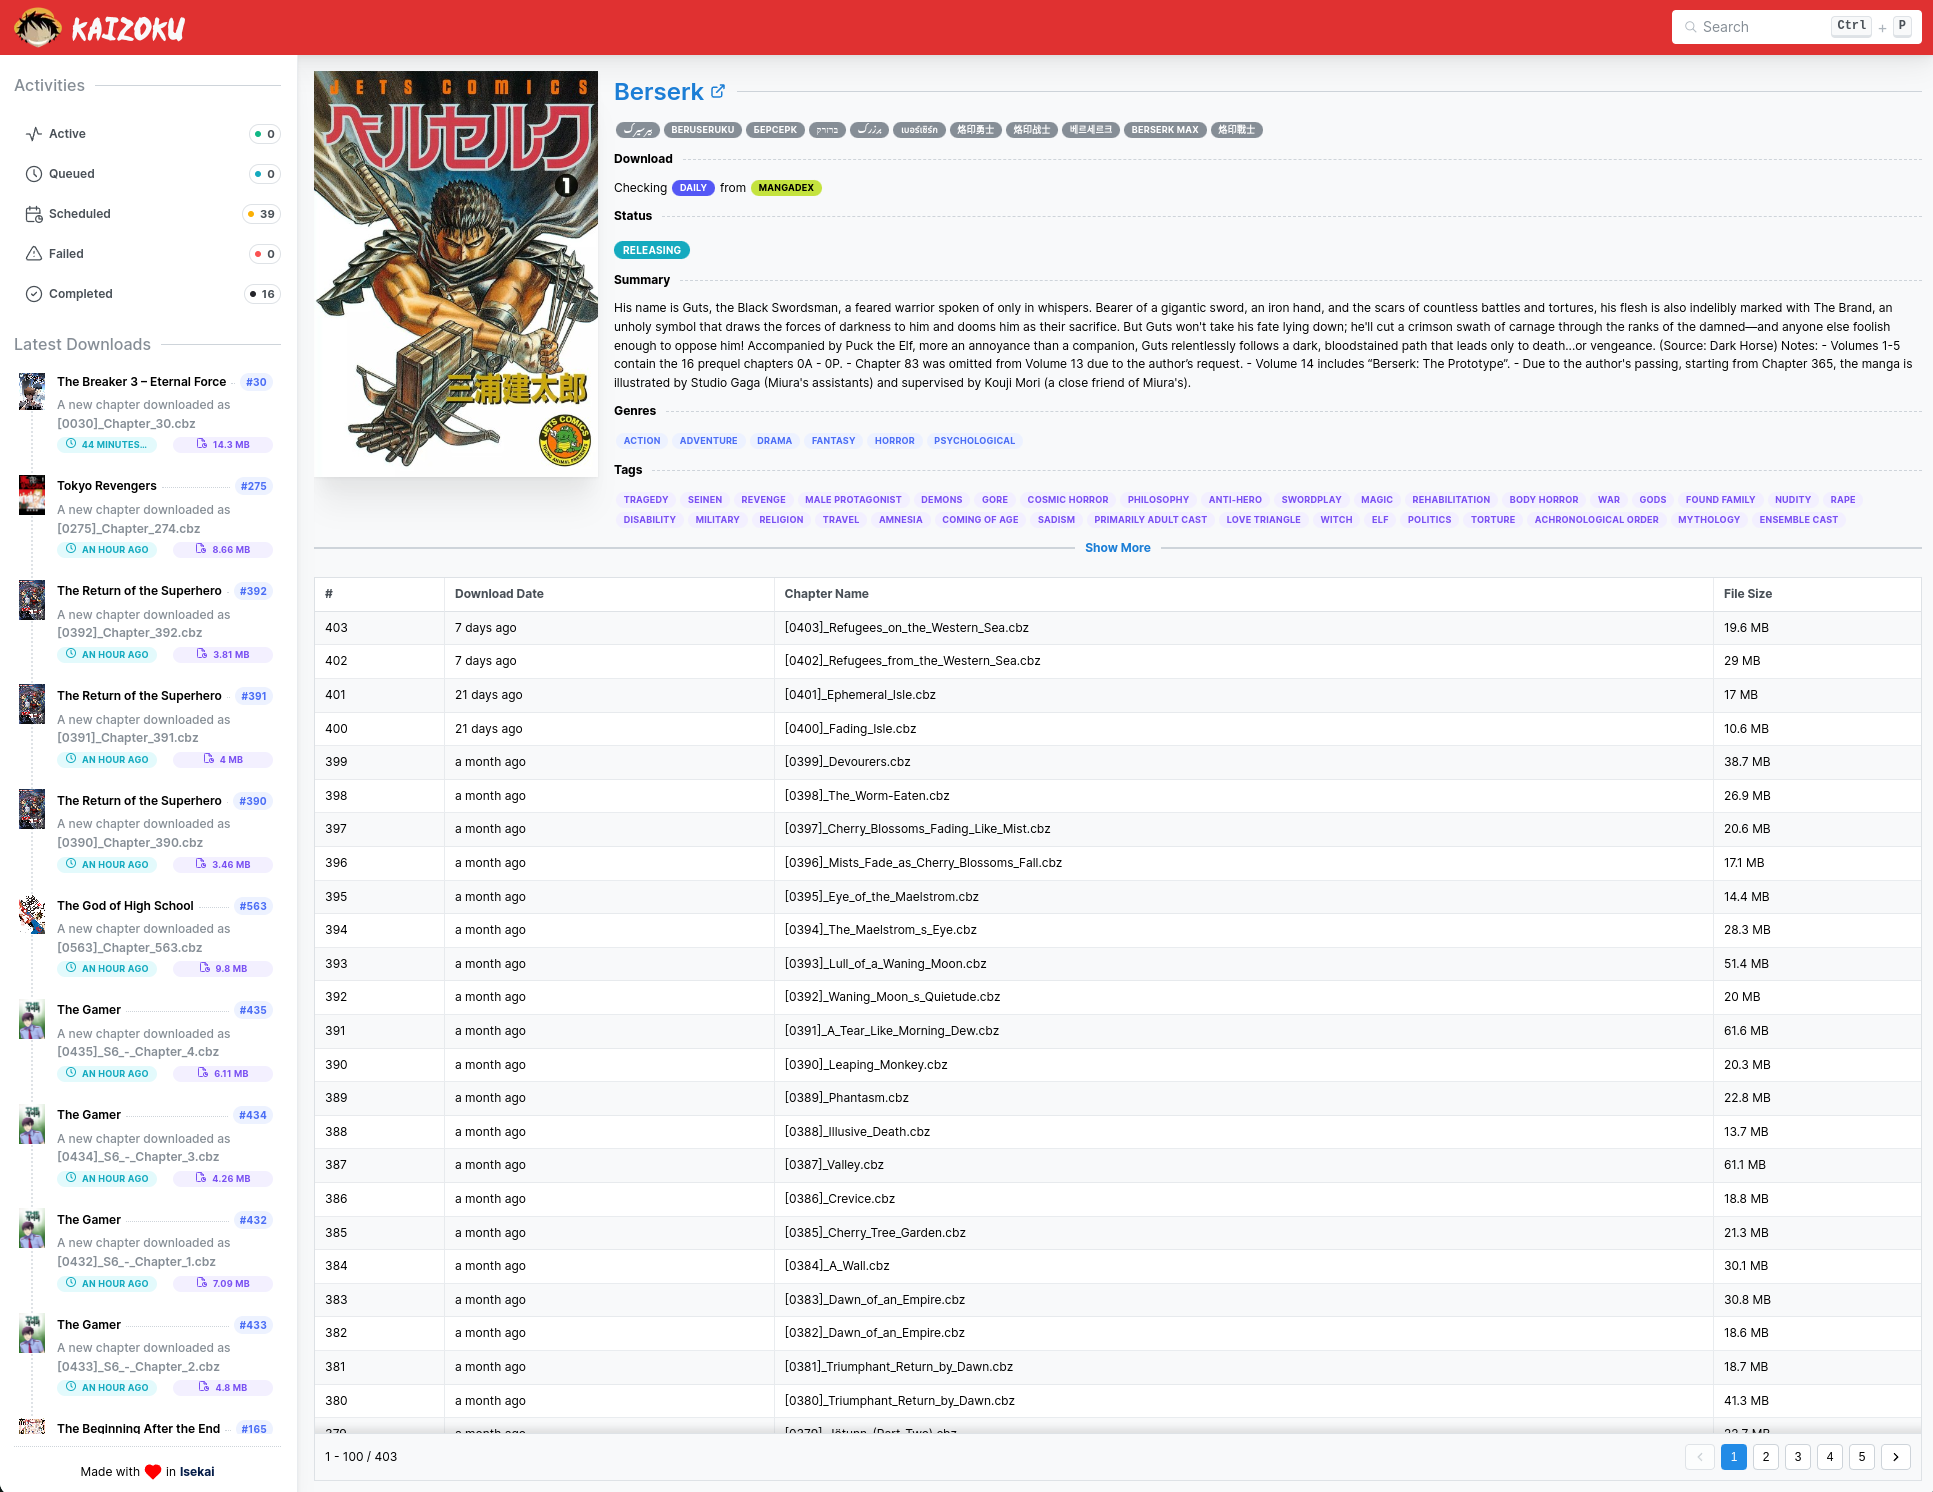 KAIZOKU
Search
Ctrl + P
Activities
Active 0
Queued 0
Scheduled 39
Failed 0
Completed 16
Latest Downloads
The Breaker 3 – Eternal Force #30
A new chapter downloaded as
[0030]_Chapter_30.cbz
44 MINUTES... 14.3 MB
Tokyo Revengers #275
A new chapter downloaded as
[0275]_Chapter_274.cbz
AN HOUR AGO 8.66 MB
The Return of the Superhero #392
A new chapter downloaded as
[0392]_Chapter_392.cbz
AN HOUR AGO 3.81 MB
The Return of the Superhero #391
A new chapter downloaded as
[0391]_Chapter_391.cbz
AN HOUR AGO 4 MB
The Return of the Superhero #390
A new chapter downloaded as
[0390]_Chapter_390.cbz
AN HOUR AGO 3.46 MB
The God of High School #563
A new chapter downloaded as
[0563]_Chapter_563.cbz
AN HOUR AGO 9.8 MB
The Gamer #435
A new chapter downloaded as
[0435]_S6_-_Chapter_4.cbz
AN HOUR AGO 6.11 MB
The Gamer #434
A new chapter downloaded as
[0434]_S6_-_Chapter_3.cbz
AN HOUR AGO 4.26 MB
The Gamer #432
A new chapter downloaded as
[0432]_S6_-_Chapter_1.cbz
AN HOUR AGO 7.09 MB
The Gamer #433
A new chapter downloaded as
[0433]_S6_-_Chapter_2.cbz
AN HOUR AGO 4.8 MB
The Beginning After the End #165
Made with in Isekai
JETS COMICS
ベルセルク
1
三浦建太郎
JETS COMICS
Berserk
بيرسيرك BERUSERUKU БЕРСЕРК ברזרק برزرک เบอร์เซิร์ก 烙印勇士 烙印战士 베르세르크 BERSERK MAX 烙印戰士
Download
Checking DAILY from MANGADEX
Status
RELEASING
Summary
His name is Guts, the Black Swordsman, a feared warrior spoken of only in whispers. Bearer of a gigantic sword, an iron hand, and the scars of countless battles and tortures, his flesh is also indelibly marked with The Brand, an
unholy symbol that draws the forces of darkness to him and dooms him as their sacrifice. But Guts won't take his fate lying down; he'll cut a crimson swath of carnage through the ranks of the damned—and anyone else foolish
enough to oppose him! Accompanied by Puck the Elf, more an annoyance than a companion, Guts relentlessly follows a dark, bloodstained path that leads only to death...or vengeance. (Source: Dark Horse) Notes: - Volumes 1-5
contain the 16 prequel chapters 0A - 0P. - Chapter 83 was omitted from Volume 13 due to the author’s request. - Volume 14 includes “Berserk: The Prototype”. - Due to the author's passing, starting from Chapter 365, the manga is
illustrated by Studio Gaga (Miura's assistants) and supervised by Kouji Mori (a close friend of Miura's).
Genres
ACTION ADVENTURE DRAMA FANTASY HORROR PSYCHOLOGICAL
Tags
TRAGEDY SEINEN REVENGE MALE PROTAGONIST DEMONS GORE COSMIC HORROR PHILOSOPHY ANTI-HERO SWORDPLAY MAGIC REHABILITATION BODY HORROR WAR GODS FOUND FAMILY NUDITY RAPE
DISABILITY MILITARY RELIGION TRAVEL AMNESIA COMING OF AGE SADISM PRIMARILY ADULT CAST LOVE TRIANGLE WITCH ELF POLITICS TORTURE ACHRONOLOGICAL ORDER MYTHOLOGY ENSEMBLE CAST
Show More
# Download Date Chapter Name File Size
403 7 days ago [0403]_Refugees_on_the_Western_Sea.cbz 19.6 MB
402 7 days ago [0402]_Refugees_from_the_Western_Sea.cbz 29 MB
401 21 days ago [0401]_Ephemeral_Isle.cbz 17 MB
400 21 days ago [0400]_Fading_Isle.cbz 10.6 MB
399 a month ago [0399]_Devourers.cbz 38.7 MB
398 a month ago [0398]_The_Worm-Eaten.cbz 26.9 MB
397 a month ago [0397]_Cherry_Blossoms_Fading_Like_Mist.cbz 20.6 MB
396 a month ago [0396]_Mists_Fade_as_Cherry_Blossoms_Fall.cbz 17.1 MB
395 a month ago [0395]_Eye_of_the_Maelstrom.cbz 14.4 MB
394 a month ago [0394]_The_Maelstrom_s_Eye.cbz 28.3 MB
393 a month ago [0393]_Lull_of_a_Waning_Moon.cbz 51.4 MB
392 a month ago [0392]_Waning_Moon_s_Quietude.cbz 20 MB
391 a month ago [0391]_A_Tear_Like_Morning_Dew.cbz 61.6 MB
390 a month ago [0390]_Leaping_Monkey.cbz 20.3 MB
389 a month ago [0389]_Phantasm.cbz 22.8 MB
388 a month ago [0388]_Illusive_Death.cbz 13.7 MB
387 a month ago [0387]_Valley.cbz 61.1 MB
386 a month ago [0386]_Crevice.cbz 18.8 MB
385 a month ago [0385]_Cherry_Tree_Garden.cbz 21.3 MB
384 a month ago [0384]_A_Wall.cbz 30.1 MB
383 a month ago [0383]_Dawn_of_an_Empire.cbz 30.8 MB
382 a month ago [0382]_Dawn_of_an_Empire.cbz 18.6 MB
381 a month ago [0381]_Triumphant_Return_by_Dawn.cbz 18.7 MB
380 a month ago [0380]_Triumphant_Return_by_Dawn.cbz 41.3 MB
379 a month ago [0379]_Jötunn_(Part_Two).cbz 22.7 MB
1 - 100 / 403
1 2 3 4 5